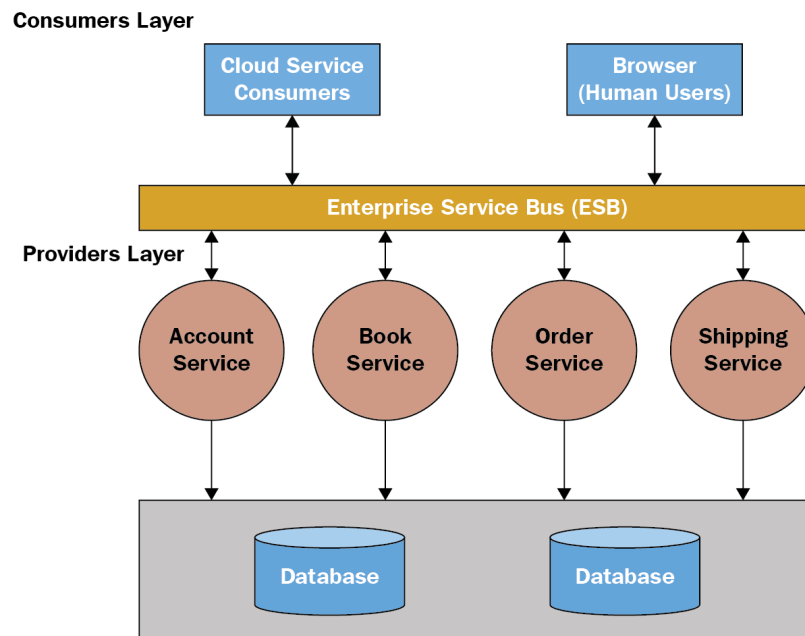 Consumers Layer
Cloud Service
Consumers
Browser
(Human Users)
Enterprise Service Bus (ESB)
Providers Layer
Account
Service
Book
Service
Order
Service
Shipping
Service
Database
Database